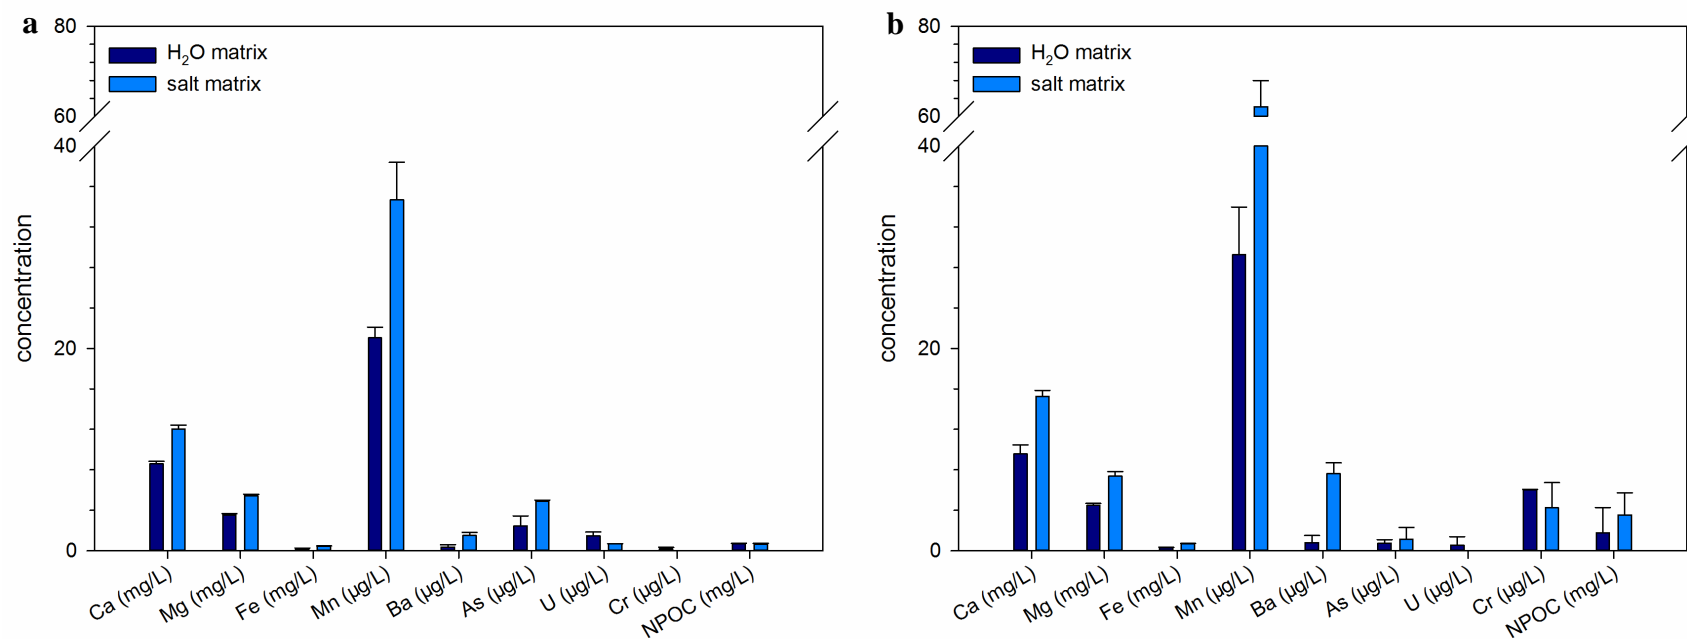 a
80
H₂O matrix
salt matrix
60
40
20
0
concentration
Ca (mg/L)
Mg (mg/L)
Fe (mg/L)
Mn (µg/L)
Ba (µg/L)
As (µg/L)
U (µg/L)
Cr (µg/L)
NPOC (mg/L)
b
80
H₂O matrix
salt matrix
60
40
20
0
concentration
Ca (mg/L)
Mg (mg/L)
Fe (mg/L)
Mn (µg/L)
Ba (µg/L)
As (µg/L)
U (µg/L)
Cr (µg/L)
NPOC (mg/L)